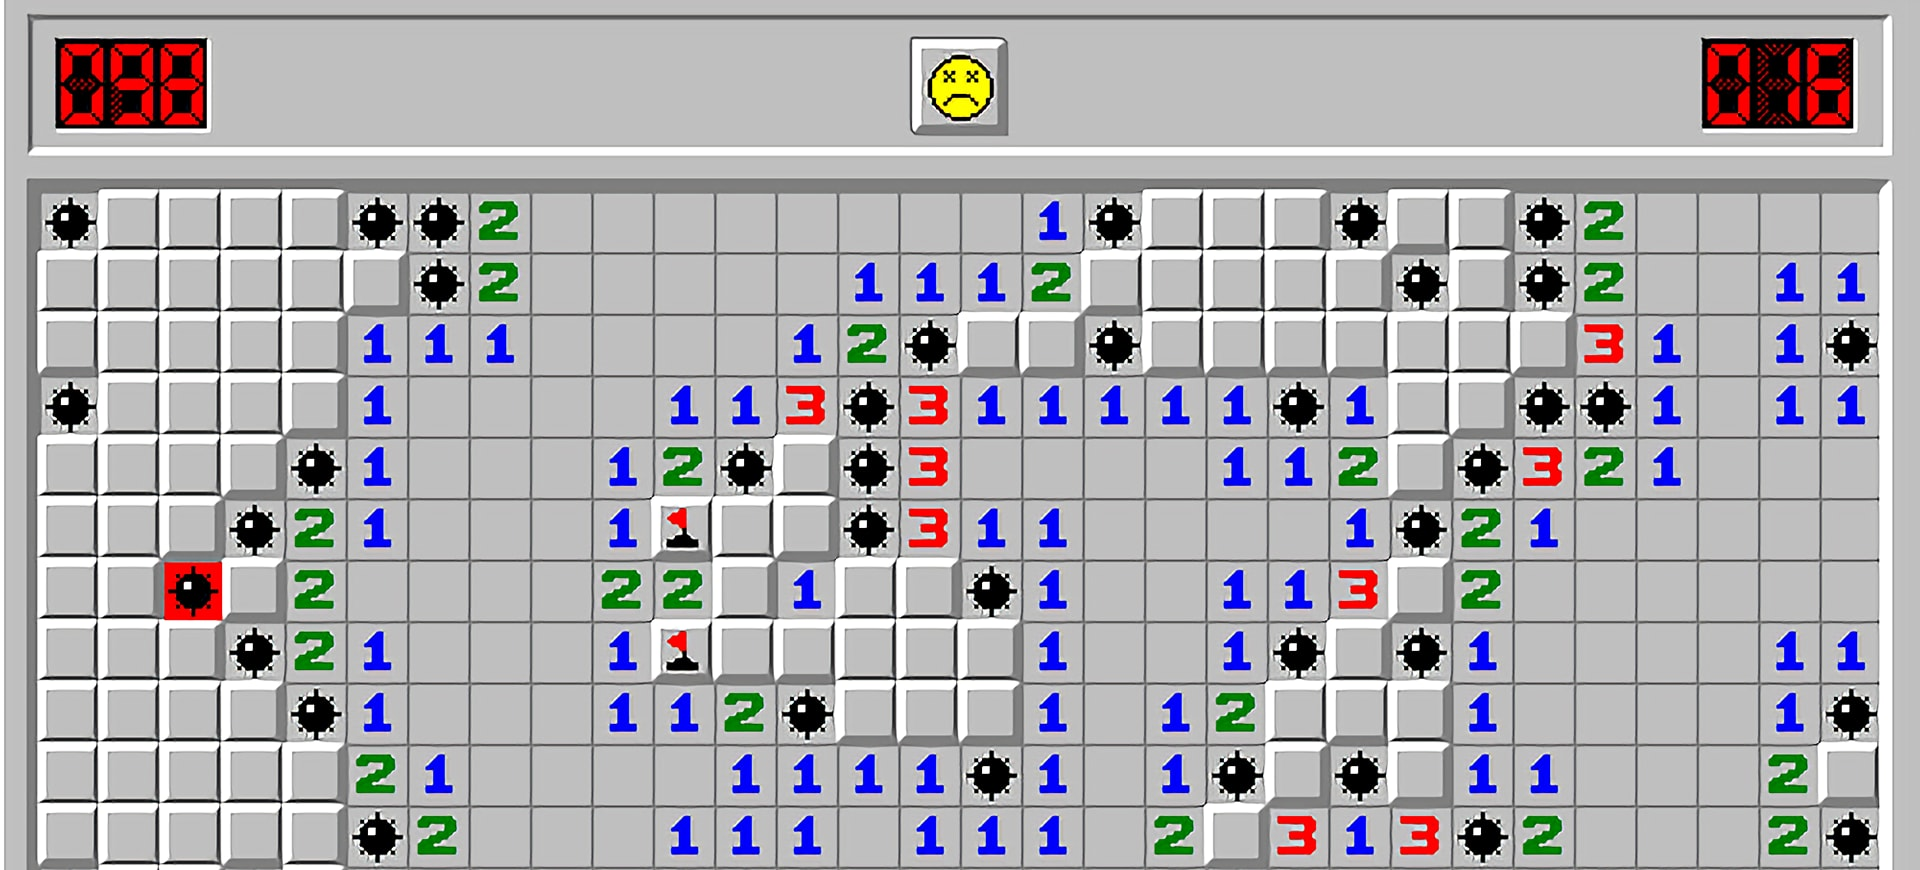 092 016
2 1 2
2 1 1 1 2 2 1 1
1 1 1 1 2 3 1 1
1 1 1 3 3 1 1 1 1 1 1 1 1 1
1 1 2 3 1 1 2 3 2 1
2 1 1 3 1 1 1 2 1
2 2 2 1 1 1 1 3 2
2 1 1 1 1 1 1 1
1 1 1 2 1 1 2 1 1
2 1 1 1 1 1 1 1 1 1 2
2 1 1 1 1 1 1 2 3 1 3 2 2